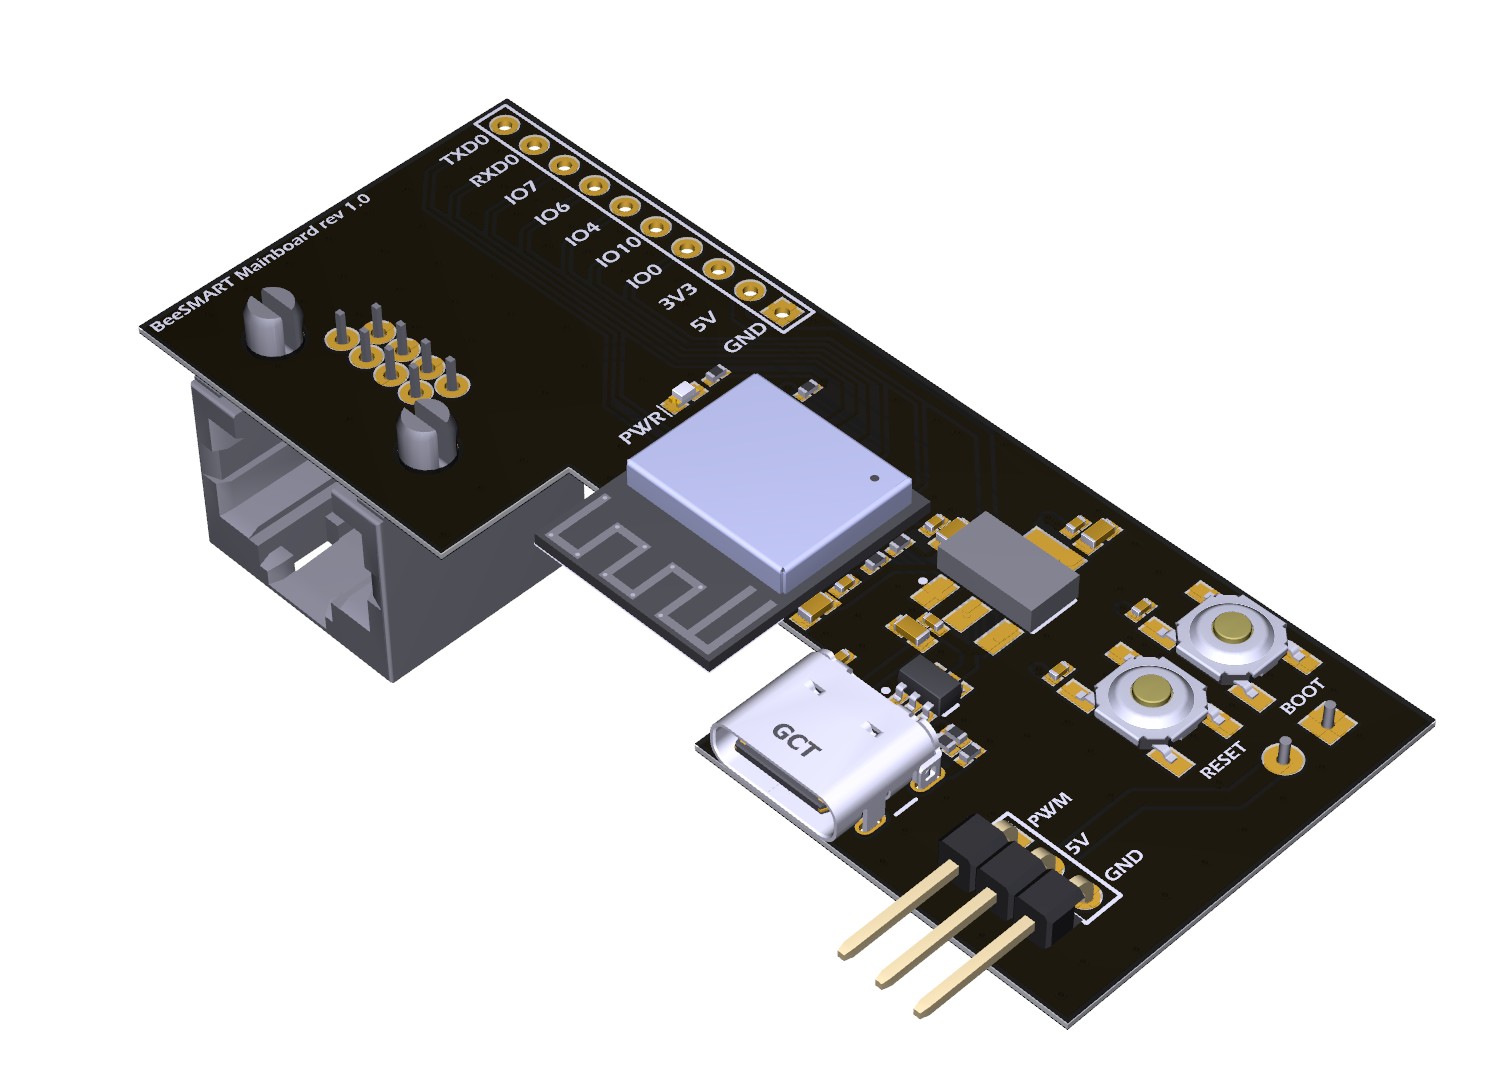 TXD0
RXD0
IO7
IO6
IO4
IO10
IO0
3V3
5V
GND
BeeSMART Mainboard rev 1.0
PWR
GCT
BOOT
RESET
PWM
5V
GND